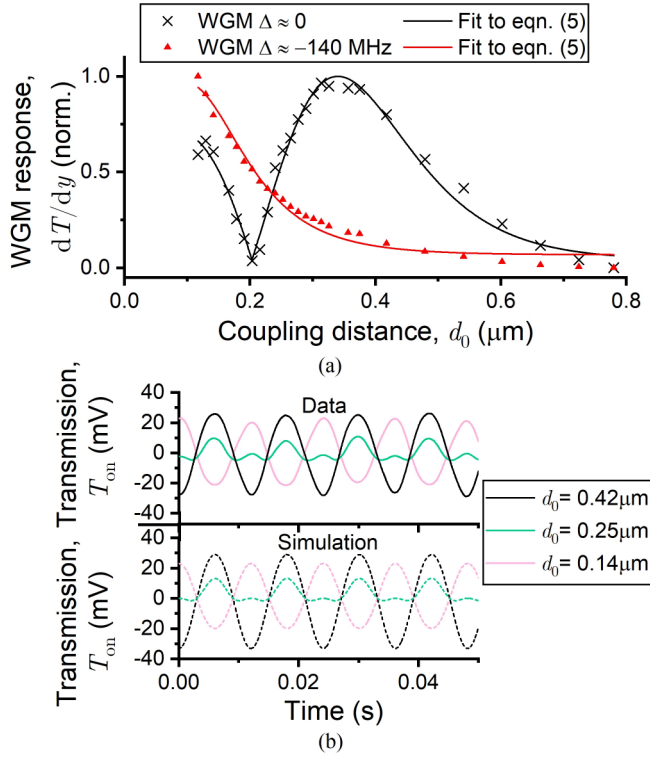 WGM Δ ≈ 0
Fit to eqn. (5)
WGM Δ ≈ −140 MHz
Fit to eqn. (5)
WGM response,
dT/dy (norm.)
1.0
0.5
0.0
0.0
0.2
0.4
0.6
0.8
Coupling distance, d₀ (μm)
(a)
Transmission,
Tₒₙ (mV)
40
20
0
-20
-40
Data
Transmission,
Tₒₙ (mV)
40
20
0
-20
-40
Simulation
0.00
0.02
0.04
Time (s)
d₀= 0.42μm
d₀= 0.25μm
d₀= 0.14μm
(b)